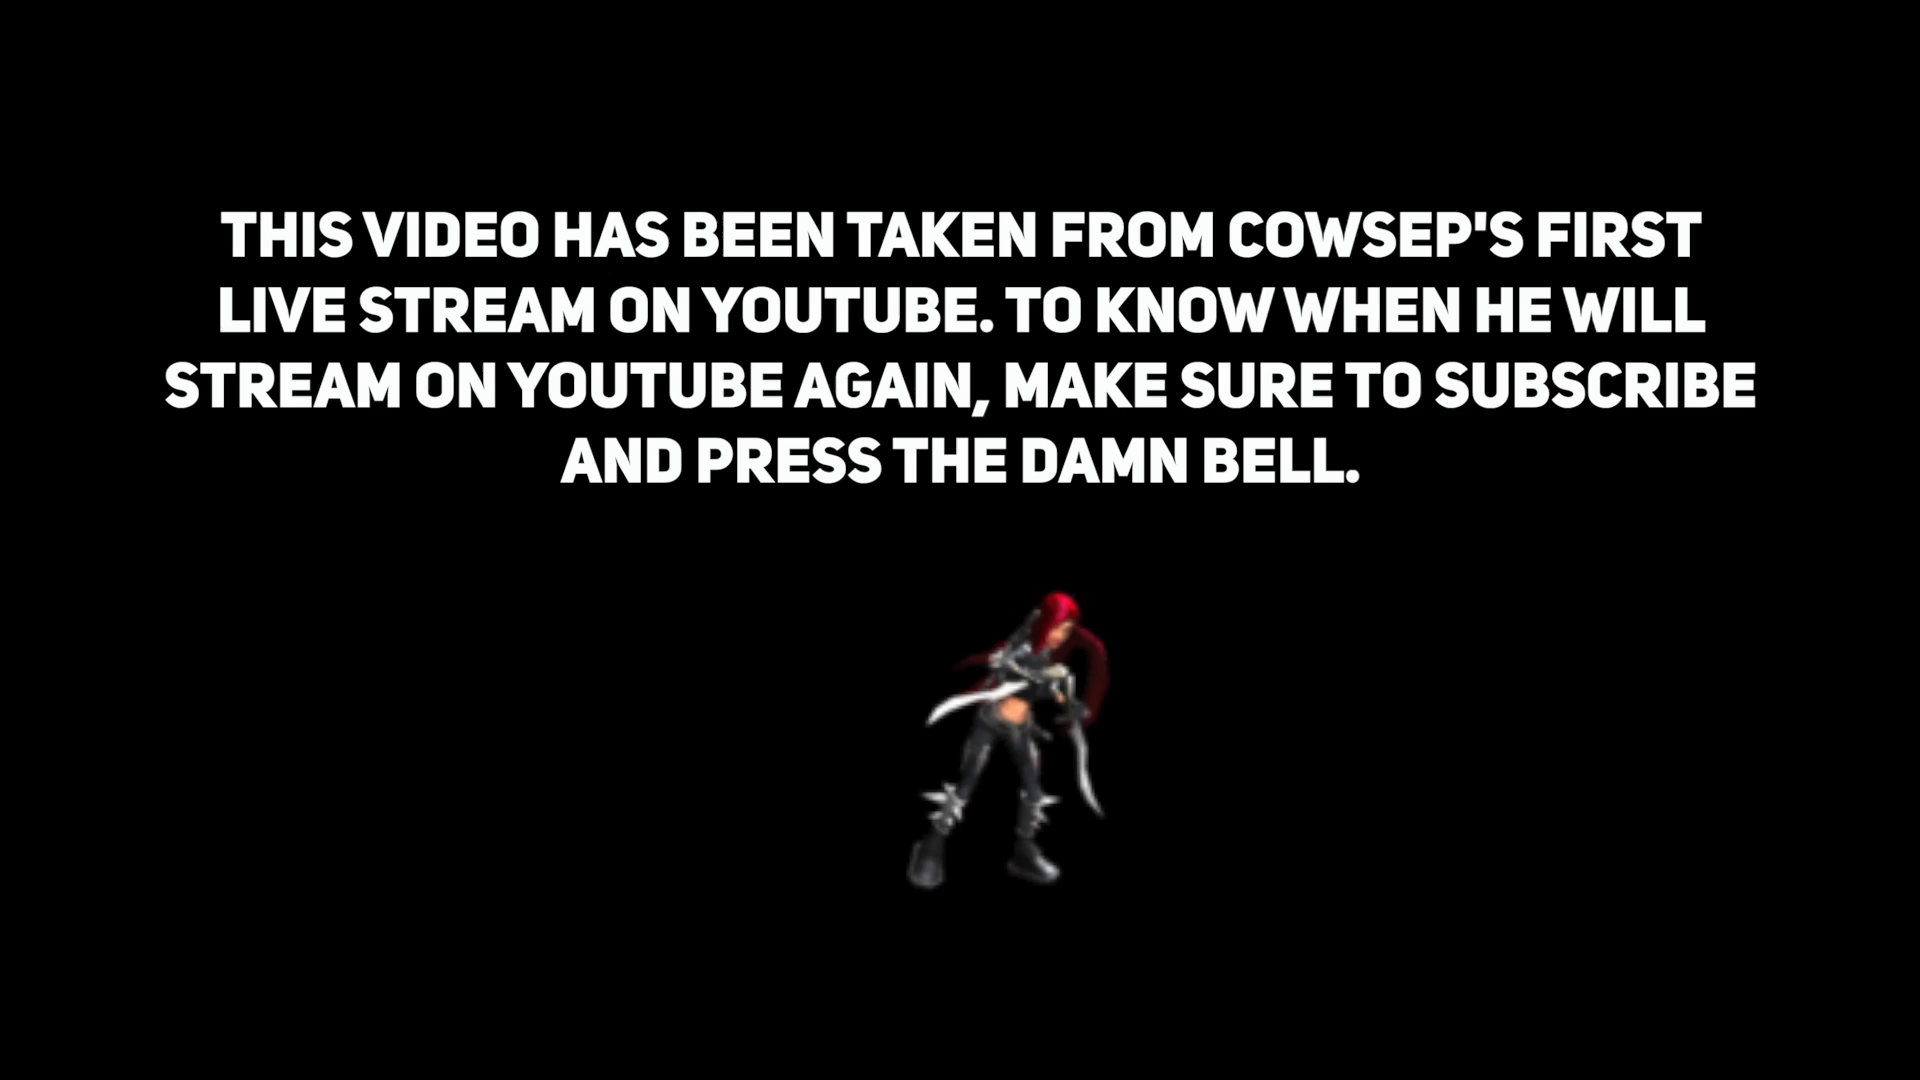 THIS VIDEO HAS BEEN TAKEN FROM COWSEP'S FIRST
LIVE STREAM ON YOUTUBE. TO KNOW WHEN HE WILL
STREAM ON YOUTUBE AGAIN, MAKE SURE TO SUBSCRIBE
AND PRESS THE DAMN BELL.